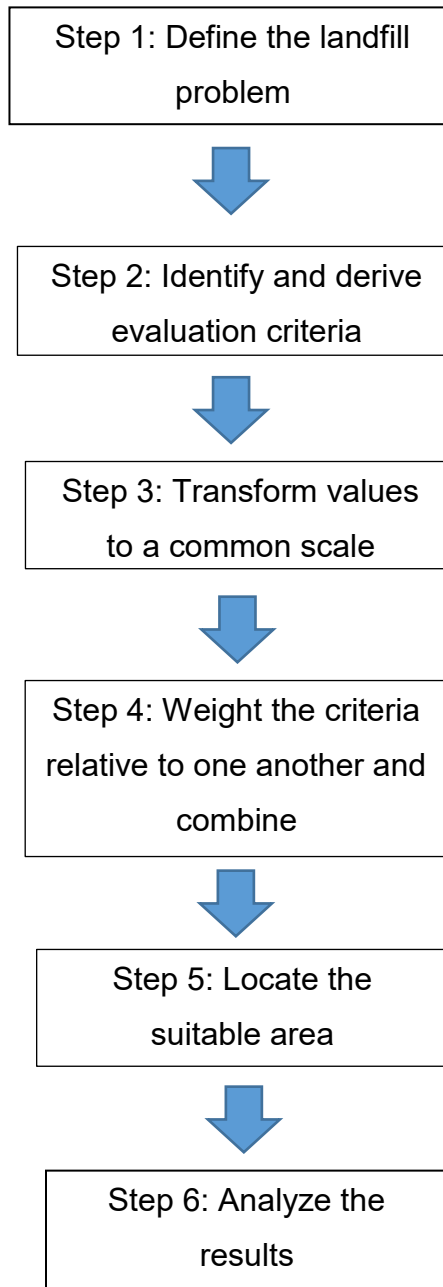 Step 1: Define the landfill
problem
Step 2: Identify and derive
evaluation criteria
Step 3: Transform values
to a common scale
Step 4: Weight the criteria
relative to one another and
combine
Step 5: Locate the
suitable area
Step 6: Analyze the
results